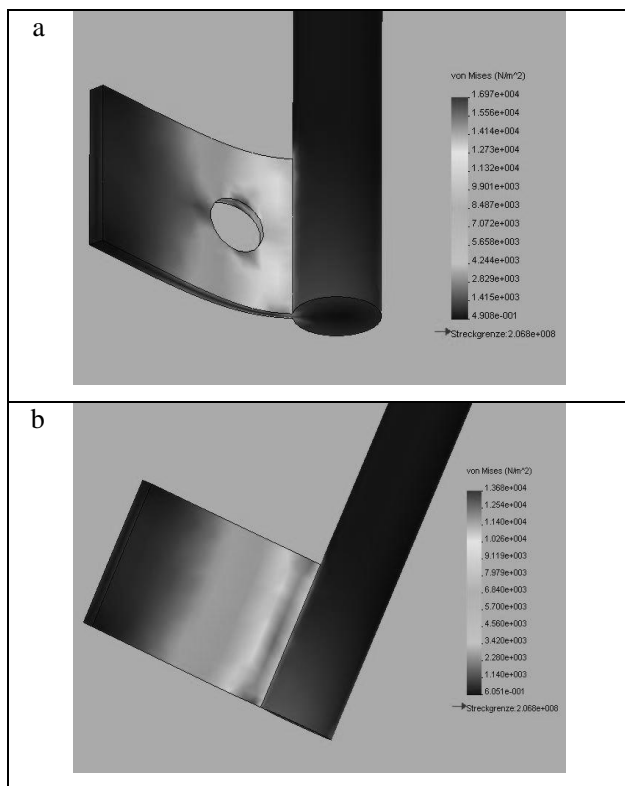 a
von Mises (N/m^2)
1.697e+004
1.556e+004
1.414e+004
1.273e+004
1.132e+004
9.901e+003
8.487e+003
7.072e+003
5.658e+003
4.244e+003
2.829e+003
1.415e+003
4.908e-001
Streckgrenze:2.068e+008
b
von Mises (N/m^2)
1.368e+004
1.254e+004
1.140e+004
1.026e+004
9.119e+003
7.979e+003
6.840e+003
5.700e+003
4.560e+003
3.420e+003
2.280e+003
1.140e+003
6.051e-001
Streckgrenze:2.068e+008